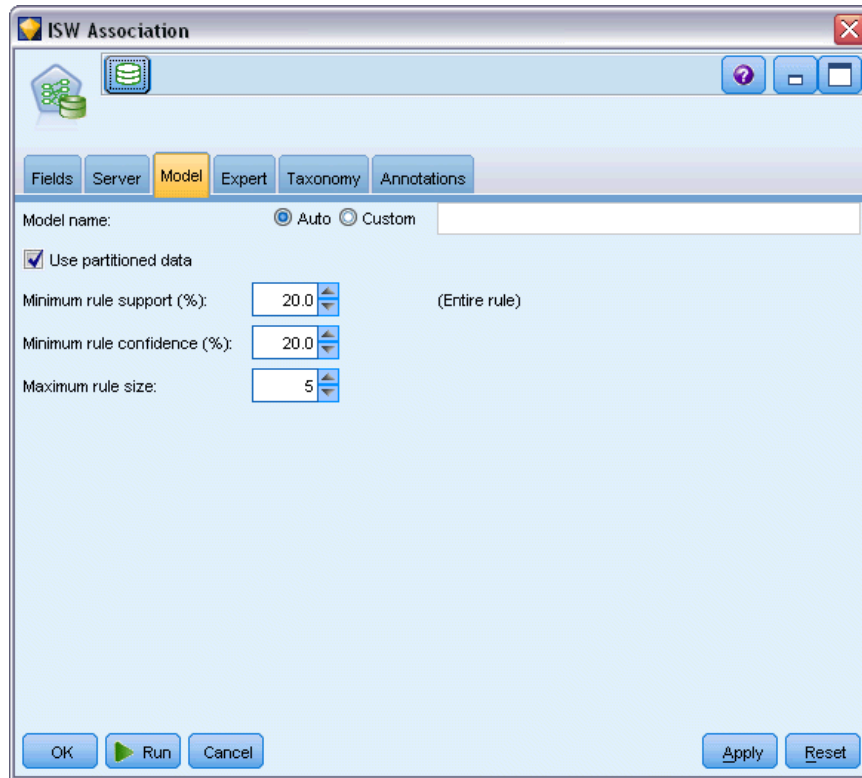 ISW Association
Fields Server Model Expert Taxonomy Annotations
Model name: Auto Custom
Use partitioned data
Minimum rule support (%): 20.0 (Entire rule)
Minimum rule confidence (%): 20.0
Maximum rule size: 5
OK Run Cancel Apply Reset